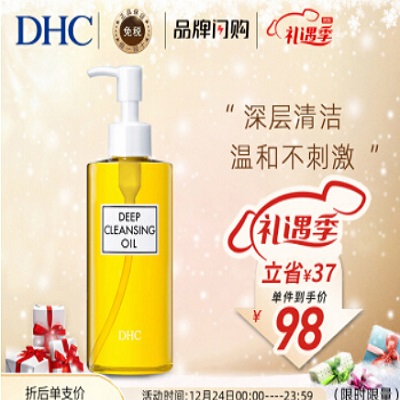 DHC
免税
品牌闪购
礼遇季
“ 深层清洁
温和不刺激 ”
DEEP
CLEANSING
OIL
DHC
礼遇季
立省¥37
单件到手价
¥98
折后单支价
活动时间:12月24日00:00----23:59
(限时限量)